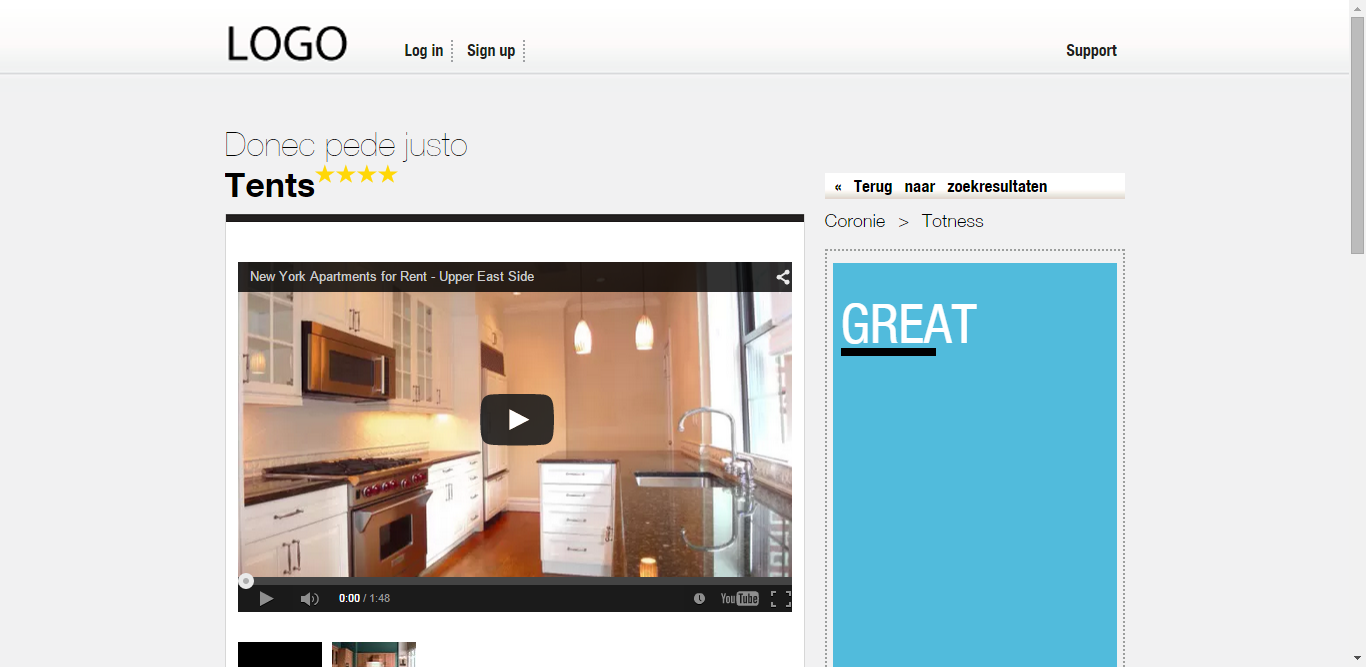 LOGO
Log in
Sign up
Support
Donec pede justo
Tents
« Terug naar zoekresultaten
Coronie > Totness
New York Apartments for Rent - Upper East Side
GREAT
0:00 / 1:48
YouTube